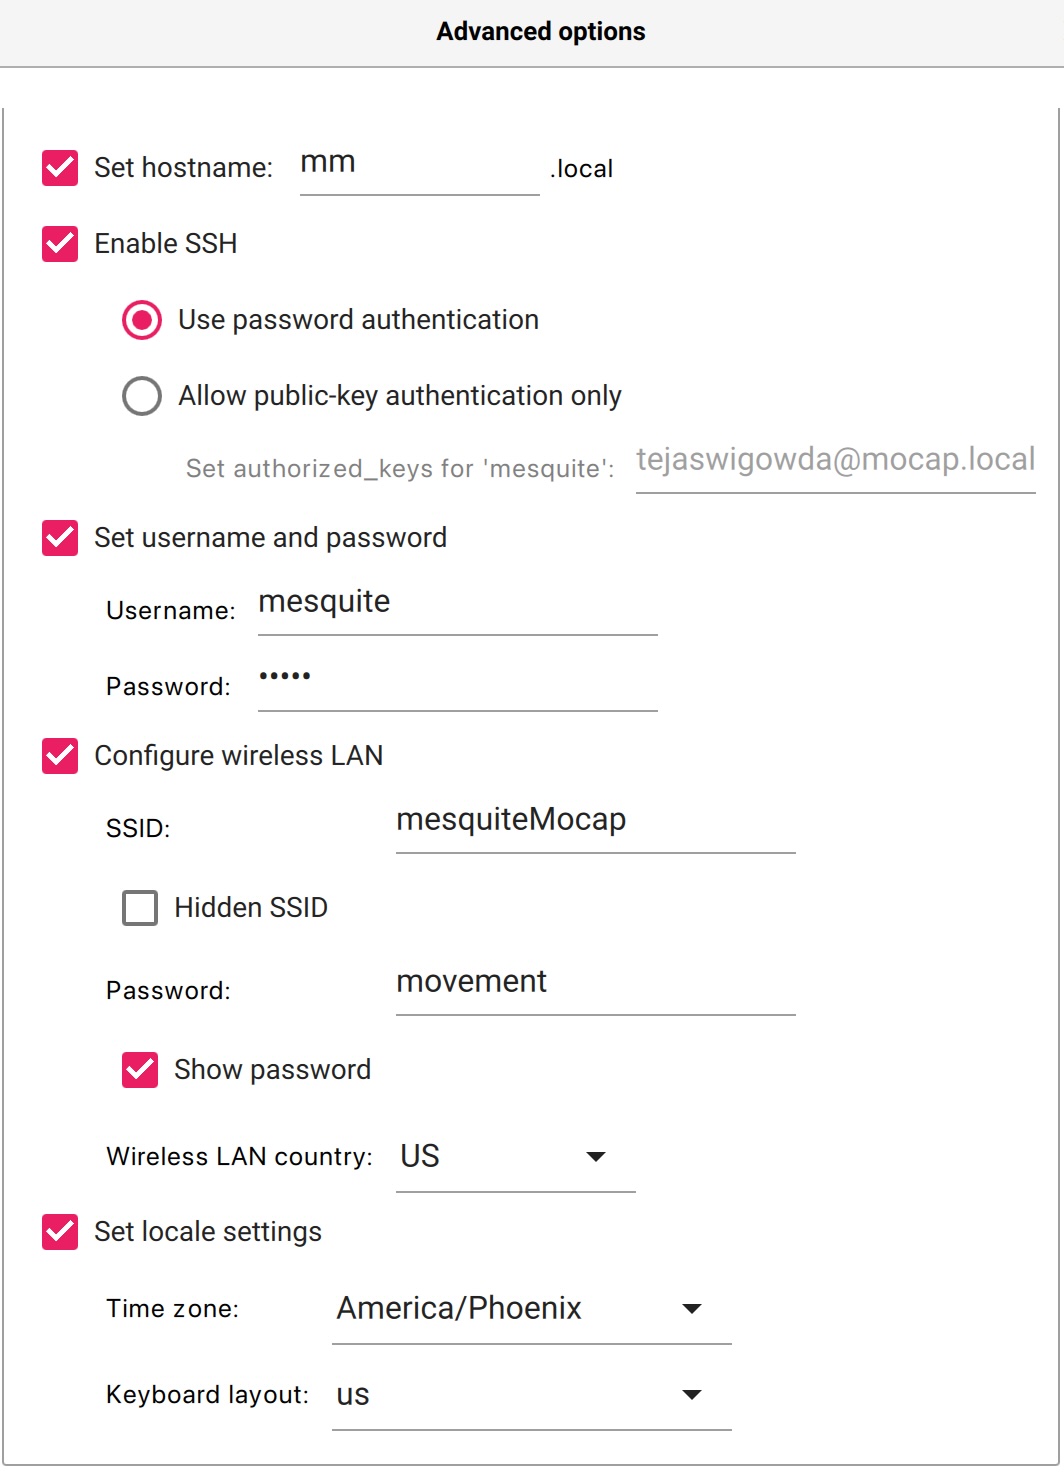 Advanced options
Set hostname: mm .local
Enable SSH
Use password authentication
Allow public-key authentication only
Set authorized_keys for 'mesquite': tejaswigowda@mocap.local
Set username and password
Username: mesquite
Password: •••••
Configure wireless LAN
SSID: mesquiteMocap
Hidden SSID
Password: movement
Show password
Wireless LAN country: US
Set locale settings
Time zone: America/Phoenix
Keyboard layout: us